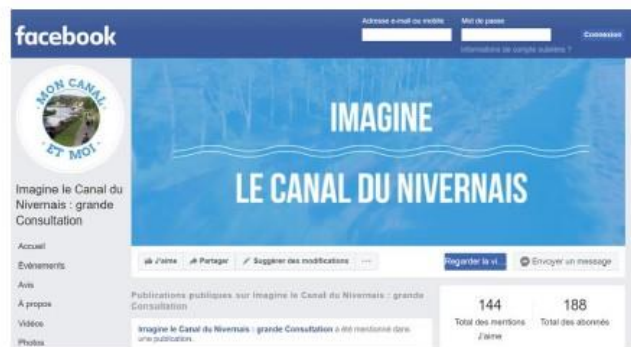 Adresse e-mail ou mobile
Mot de passe
facebook
Connexion
Informations de compte oubliées ?
MON CANAL
ET MOI
IMAGINE
LE CANAL DU NIVERNAIS
Imagine le Canal du
Nivernais : grande
Consultation
Accueil
Évènements
Avis
À propos
Vidéos
Photos
J'aime
Partager
Suggérer des modifications
Regarder la vi...
Envoyer un message
Publications publiques sur Imagine le Canal du Nivernais : grande
Consultation
Imagine le Canal du Nivernais : grande Consultation a été mentionné dans
une publication.
144
Total des mentions
J'aime
188
Total des abonnés